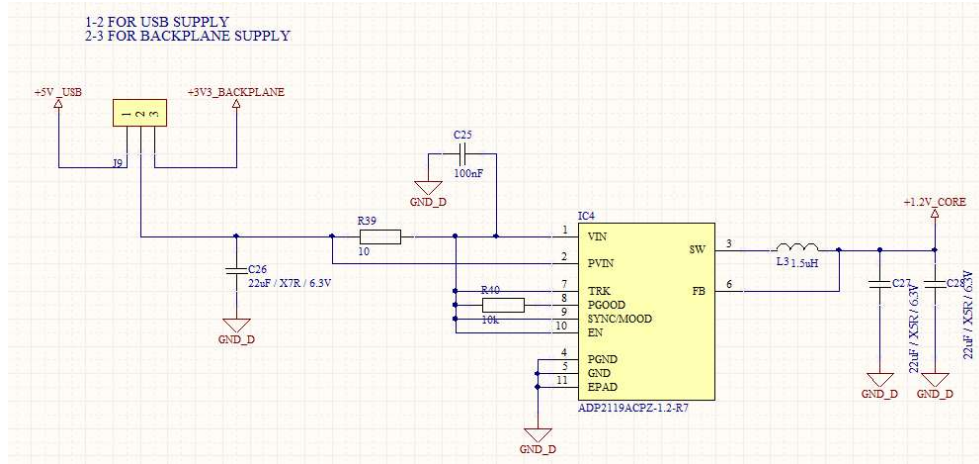 1-2 FOR USB SUPPLY
2-3 FOR BACKPLANE SUPPLY
+5V_USB
+3V3_BACKPLANE
1 2 3
J9
C25
100nF
GND_D
+1.2V_CORE
R39
10
IC4
1 VIN
2 PVIN
SW 3
L3 1.5uH
C26
22uF / X7R / 6.3V
GND_D
7 TRK
R40
10k
8 PGOOD
9 SYNC/MOOD
10 EN
FB 6
C27
22uF / X5R / 6.3V
C28
22uF / X5R / 6.3V
4 PGND
5 GND
11 EPAD
GND_D
GND_D
ADP2119ACPZ-1.2-R7
GND_D